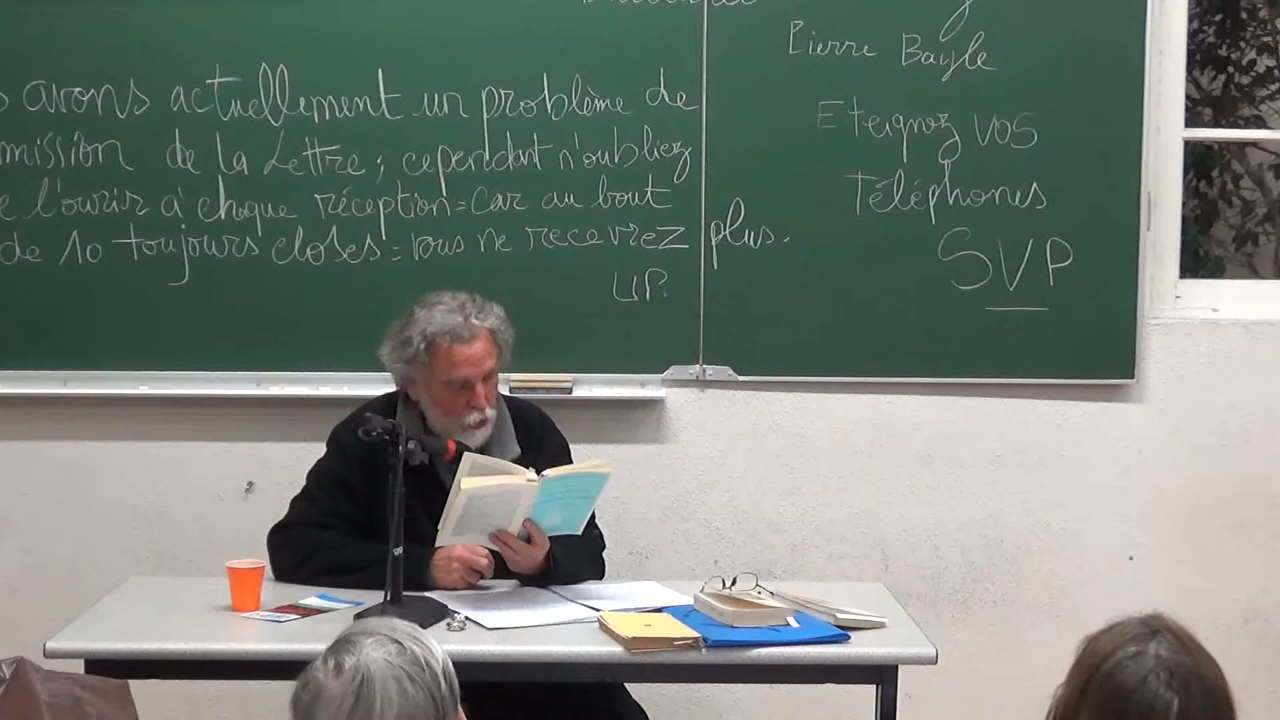 avons actuellement un problème de
mission de la Lettre ; cependant n'oubliez
e l'ouvrir à chaque réception = car au bout
de 10 toujours closes = vous ne recevrez plus.
UP.
Pierre Bayle
Eteignez vos
Téléphones
SVP